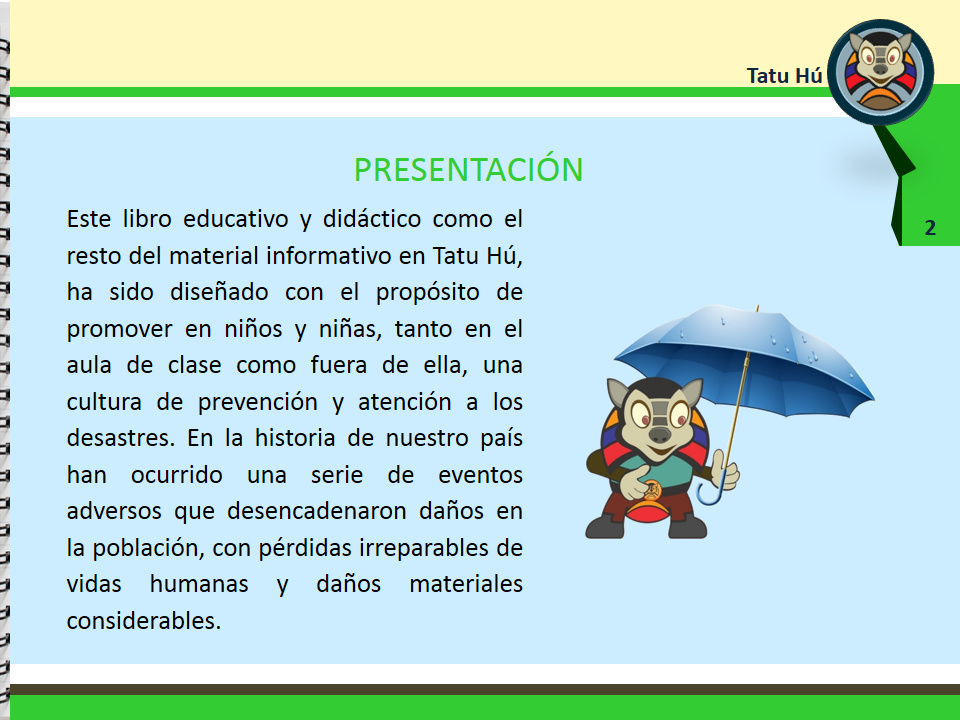 Tatu Hú
2
PRESENTACIÓN
Este libro educativo y didáctico como el
resto del material informativo en Tatu Hú,
ha sido diseñado con el propósito de
promover en niños y niñas, tanto en el
aula de clase como fuera de ella, una
cultura de prevención y atención a los
desastres. En la historia de nuestro país
han ocurrido una serie de eventos
adversos que desencadenaron daños en
la población, con pérdidas irreparables de
vidas humanas y daños materiales
considerables.